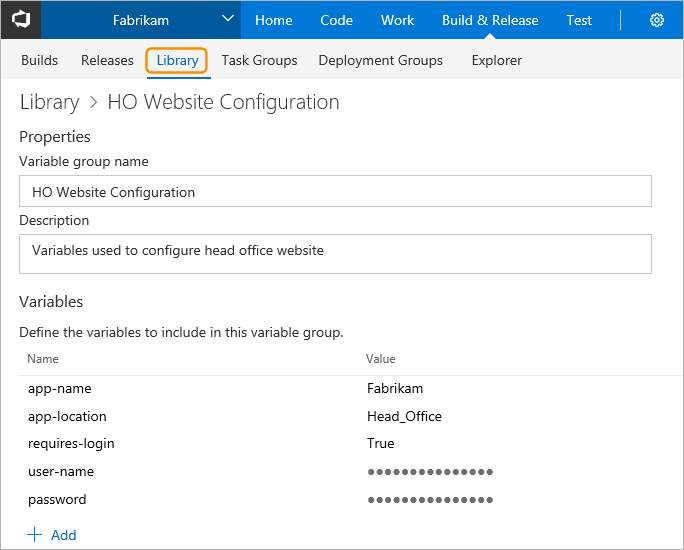 Fabrikam Home Code Work Build & Release Test
Builds Releases Library Task Groups Deployment Groups Explorer
Library > HO Website Configuration
Properties
Variable group name
HO Website Configuration
Description
Variables used to configure head office website
Variables
Define the variables to include in this variable group.
Name Value
app-name Fabrikam
app-location Head_Office
requires-login True
user-name ●●●●●●●●●●●●●●●
password ●●●●●●●●●●●●●●●
+ Add